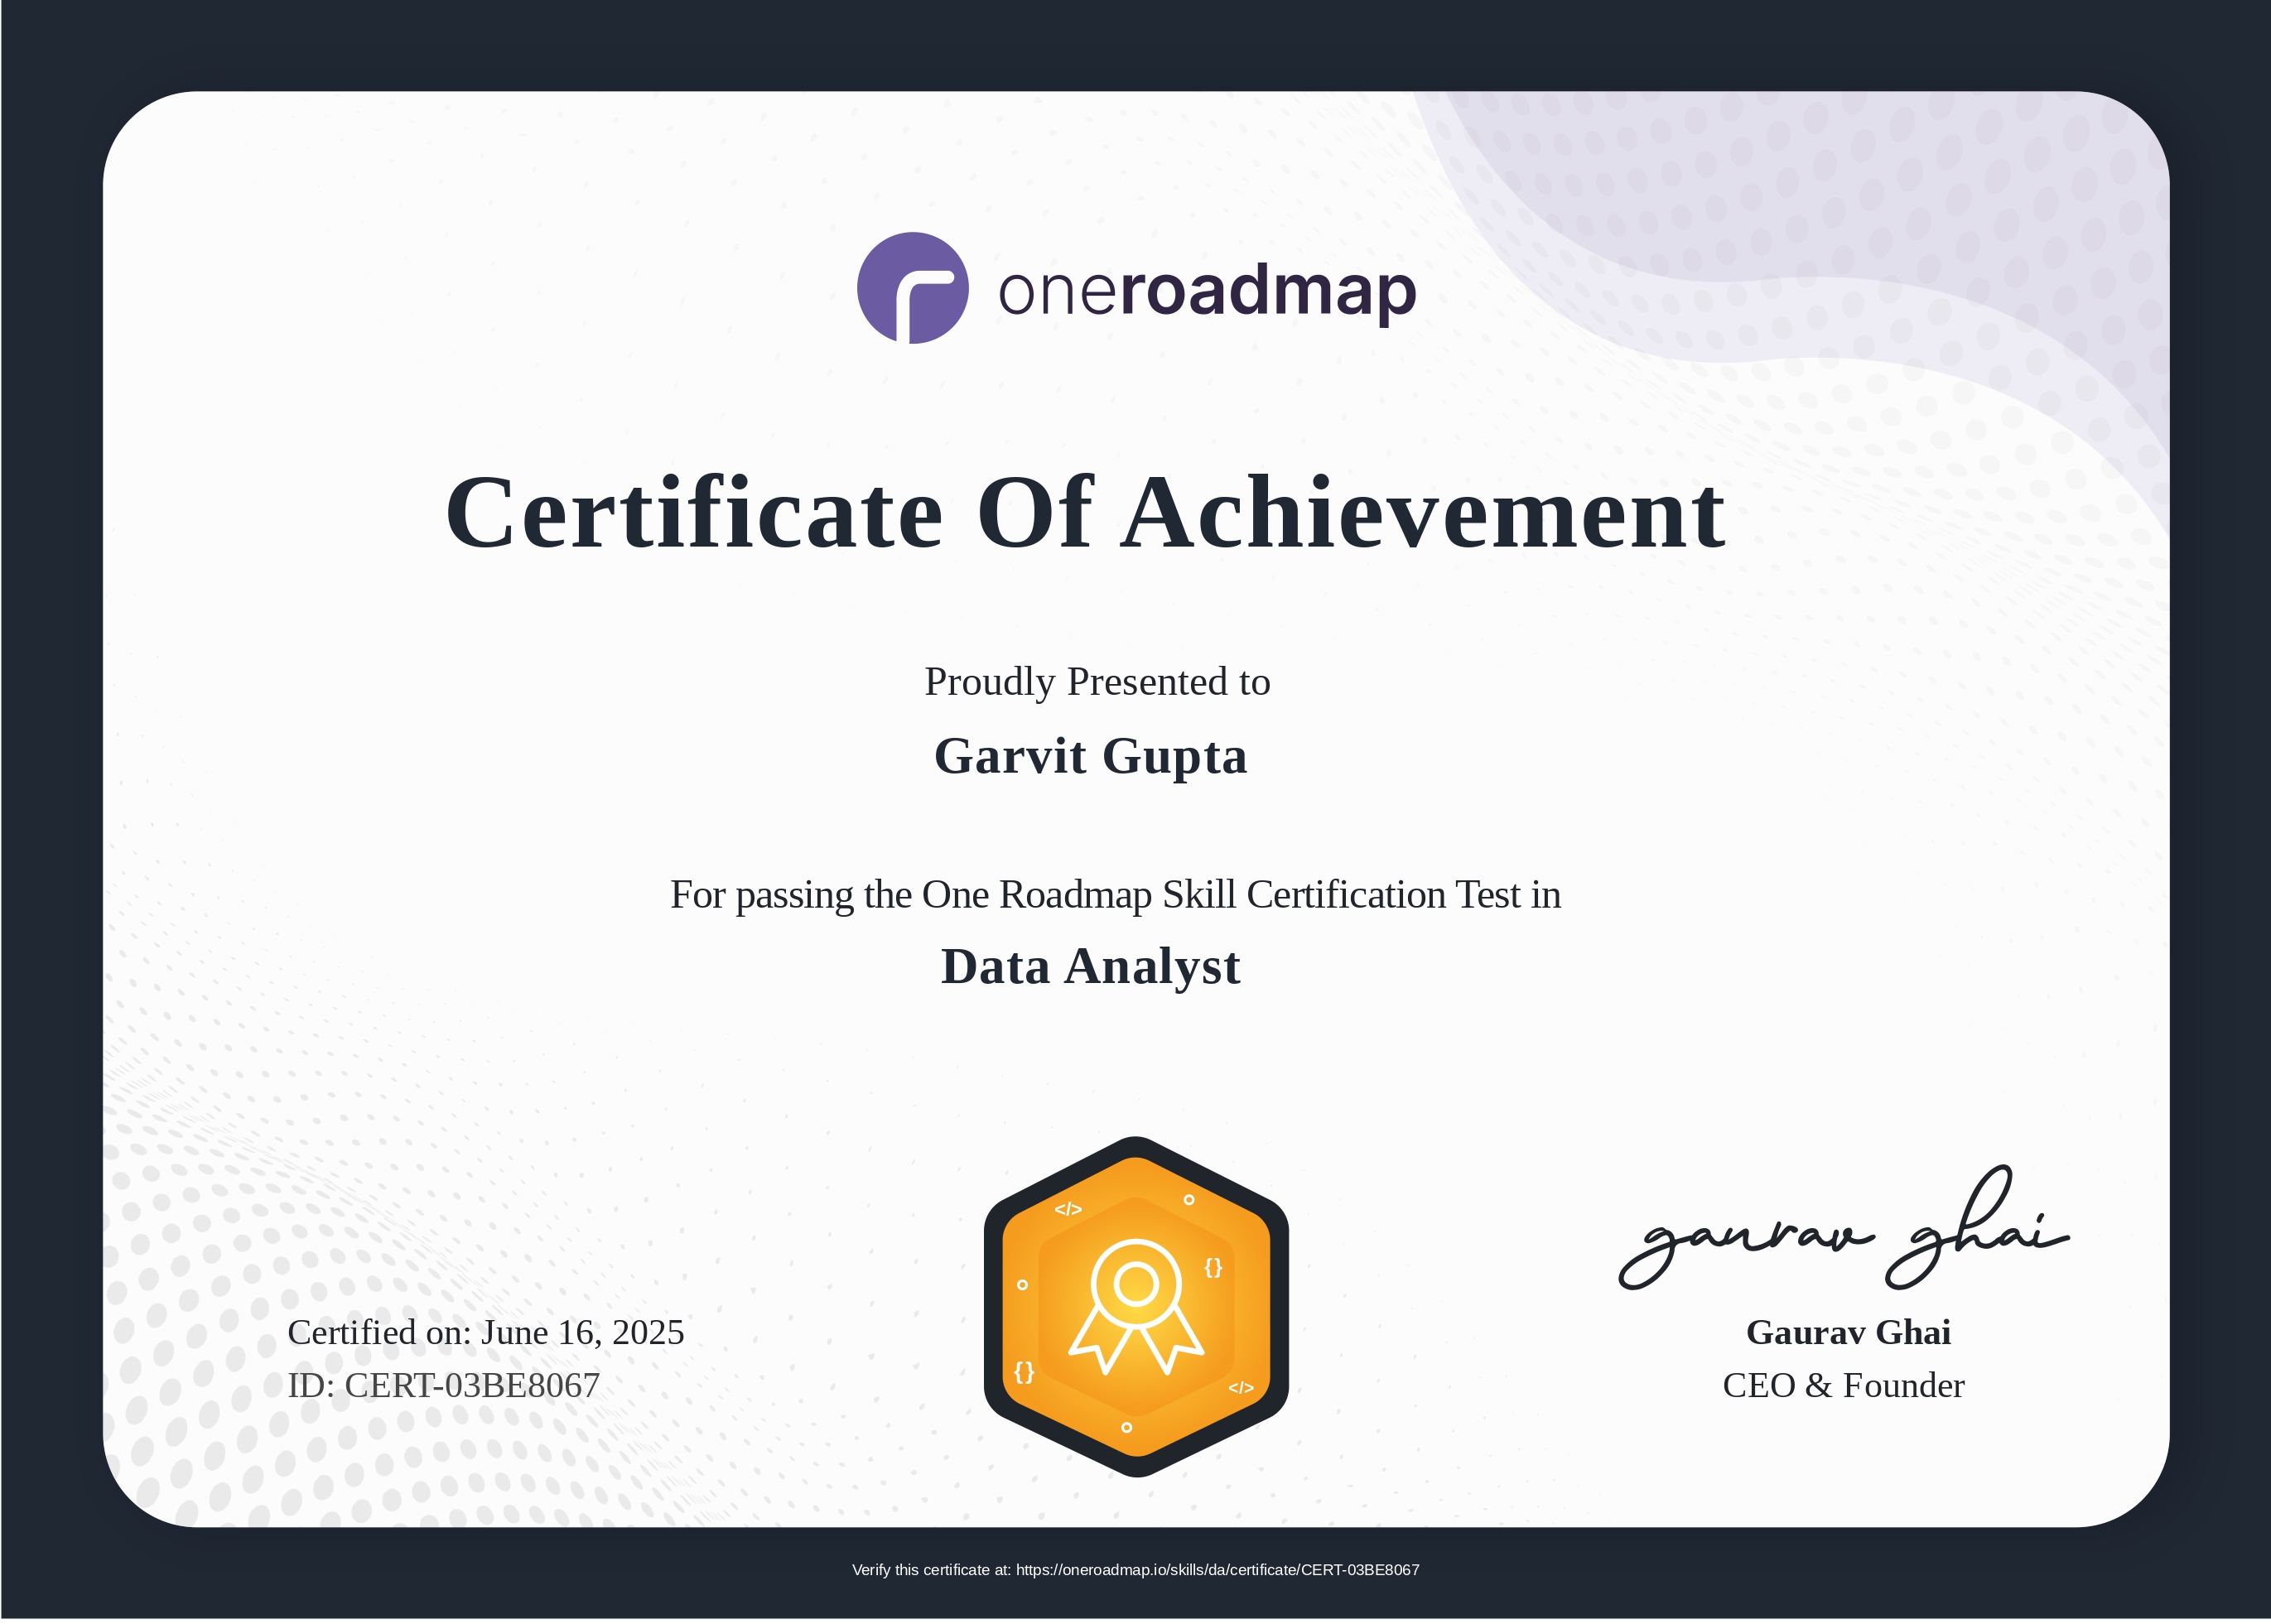 oneroadmap
Certificate Of Achievement
Proudly Presented to
Garvit Gupta
For passing the One Roadmap Skill Certification Test in
Data Analyst
</>
{}
{}
</>
gaurav ghai
Certified on: June 16, 2025
ID: CERT-03BE8067
Gaurav Ghai
CEO & Founder
Verify this certificate at: https://oneroadmap.io/skills/da/certificate/CERT-03BE8067